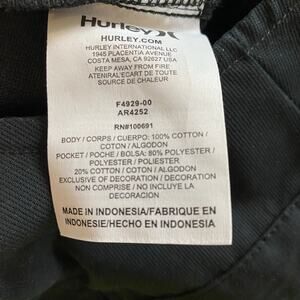 Hurley
HURLEY.COM
HURLEY INTERNATIONAL LLC
1945 PLACENTIA AVENUE
COSTA MESA, CA 92627 USA
KEEP AWAY FROM FIRE/
ATENIR A L'ECART DE TOUTE
SOURCE DE CHALEUR
F4929-00
AR4252
RN#100691
BODY / CORPS / CUERPO: 100% COTTON /
COTON / ALGODON
POCKET / POCHE / BOLSA: 80% POLYESTER /
POLYESTER / POLIESTER
20% COTTON / COTON / ALGODON
EXCLUSIVE OF DECORATION / DECORATION
NON COMPRISE / NO INCLUYE LA
DECORACION
MADE IN INDONESIA/FABRIQUE EN
INDONESIE/HECHO EN INDONESIA